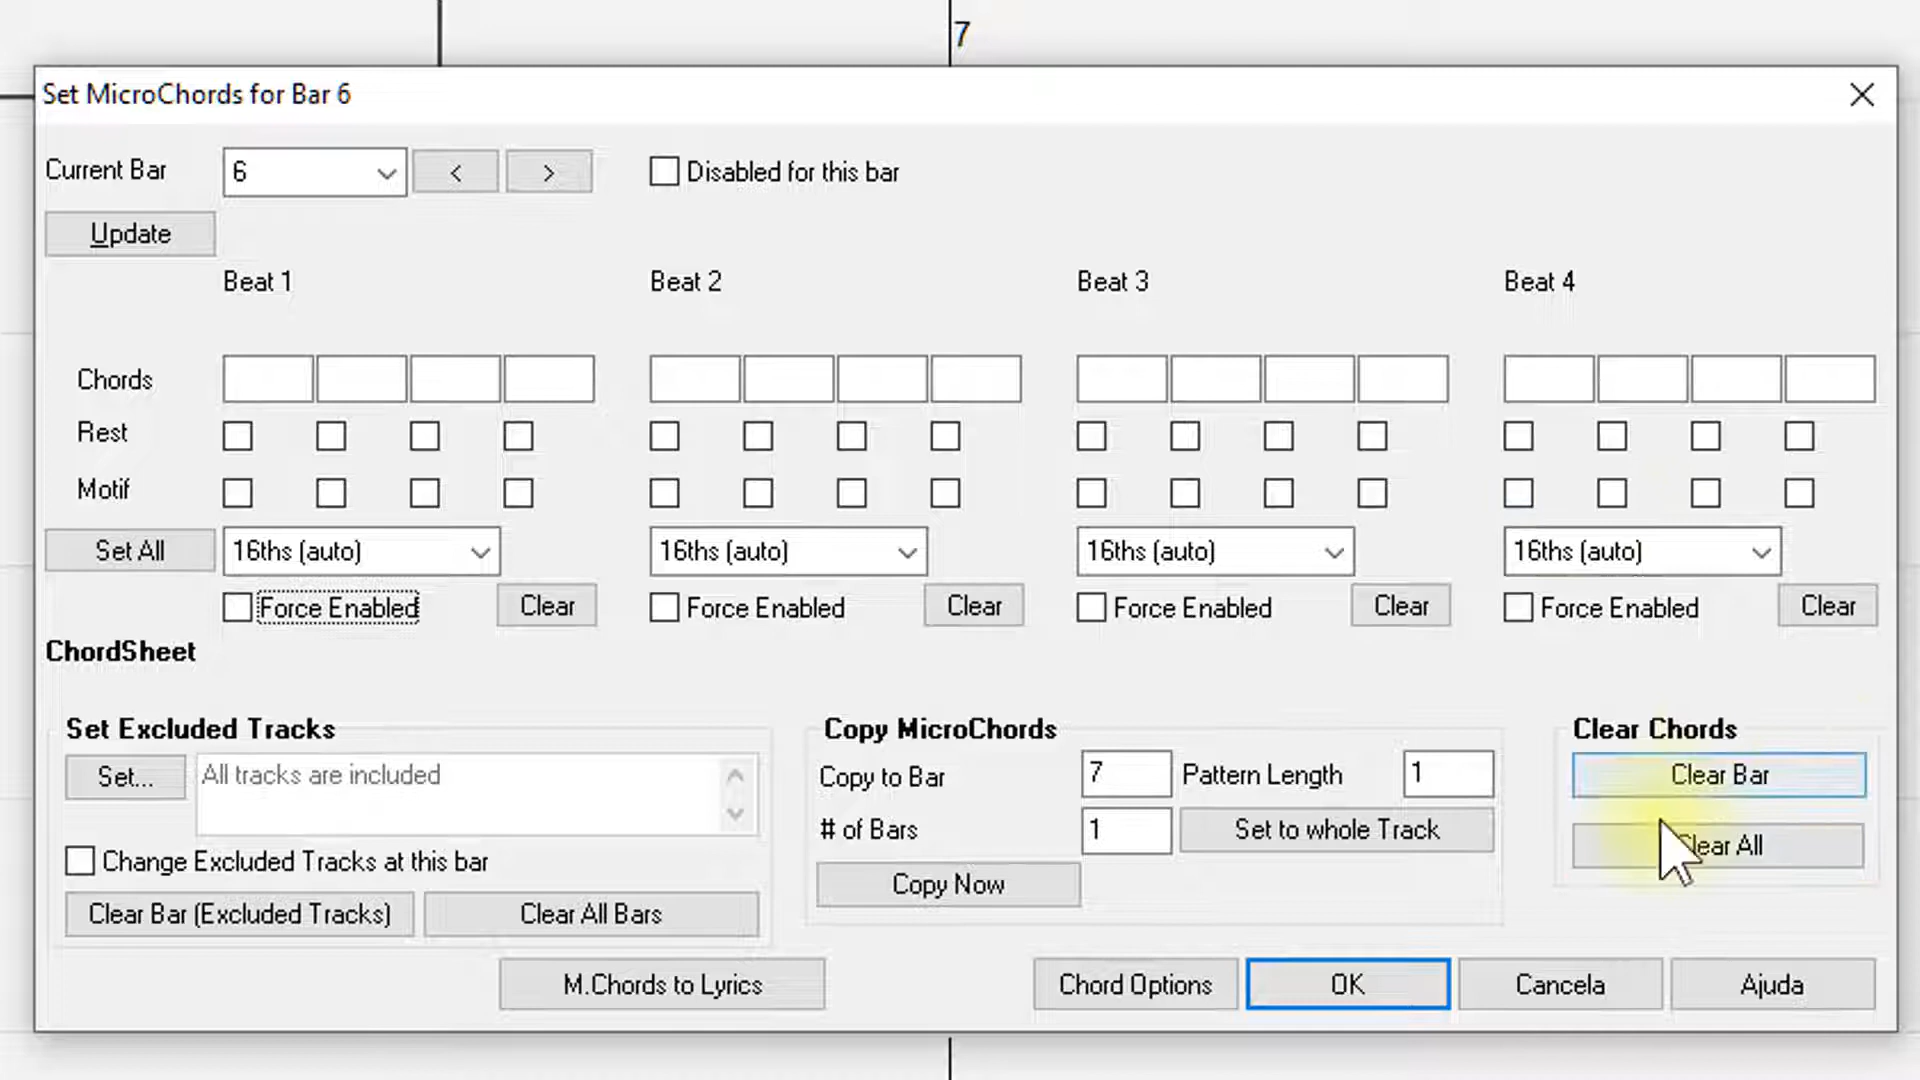 7
Set MicroChords for Bar 6
Current Bar 6 < > Disabled for this bar
Update
Beat 1 Beat 2 Beat 3 Beat 4
Chords
Rest
Motif
Set All 16ths (auto) 16ths (auto) 16ths (auto) 16ths (auto)
Force Enabled Clear Force Enabled Clear Force Enabled Clear Force Enabled Clear
ChordSheet
Set Excluded Tracks
Set... All tracks are included
Change Excluded Tracks at this bar
Clear Bar (Excluded Tracks) Clear All Bars
Copy MicroChords
Copy to Bar 7 Pattern Length 1
# of Bars 1 Set to whole Track
Copy Now
Clear Chords
Clear Bar
Clear All
M.Chords to Lyrics Chord Options OK Cancela Ajuda